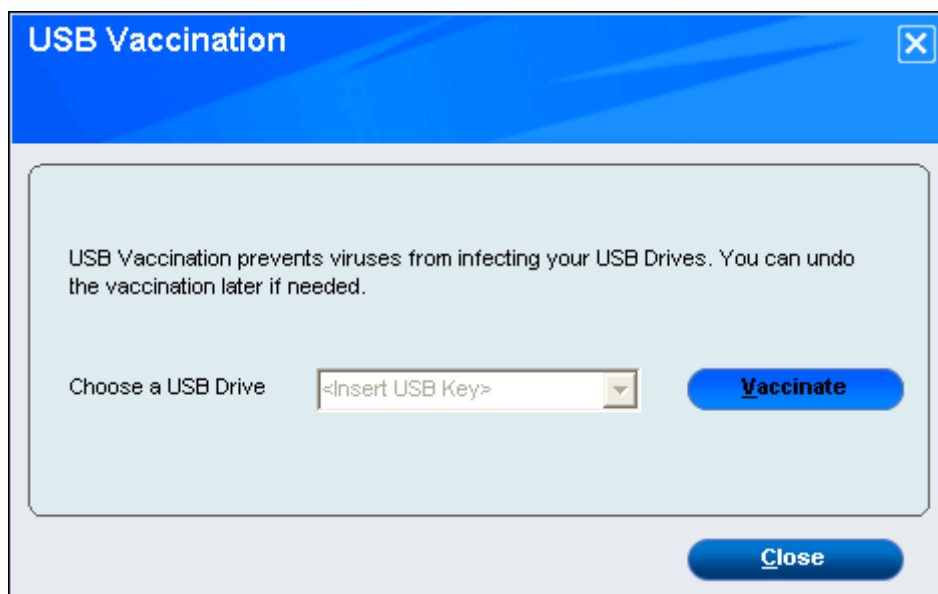 USB Vaccination
USB Vaccination prevents viruses from infecting your USB Drives. You can undo
the vaccination later if needed.
Choose a USB Drive
<Insert USB Key>
Vaccinate
Close